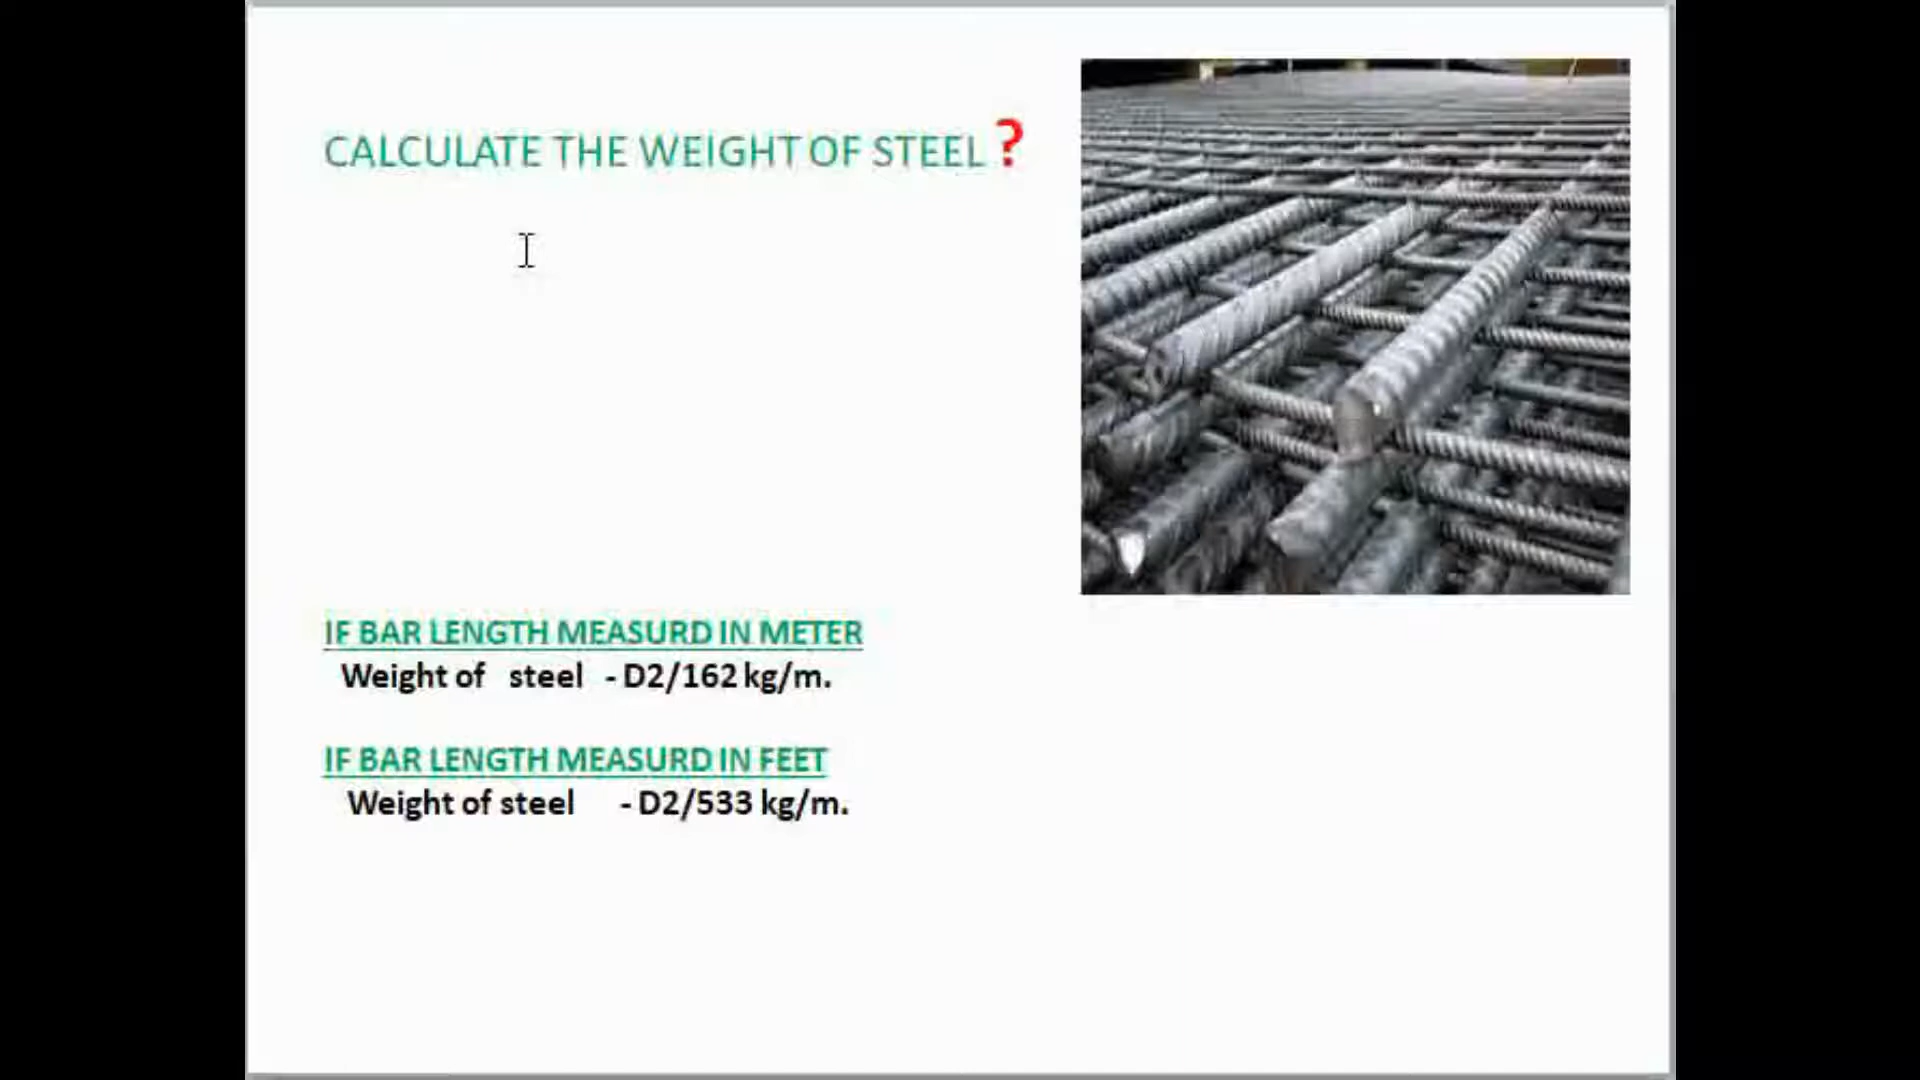 CALCULATE THE WEIGHT OF STEEL ?
IF BAR LENGTH MEASURD IN METER
Weight of steel - D2/162 kg/m.
IF BAR LENGTH MEASURD IN FEET
Weight of steel - D2/533 kg/m.